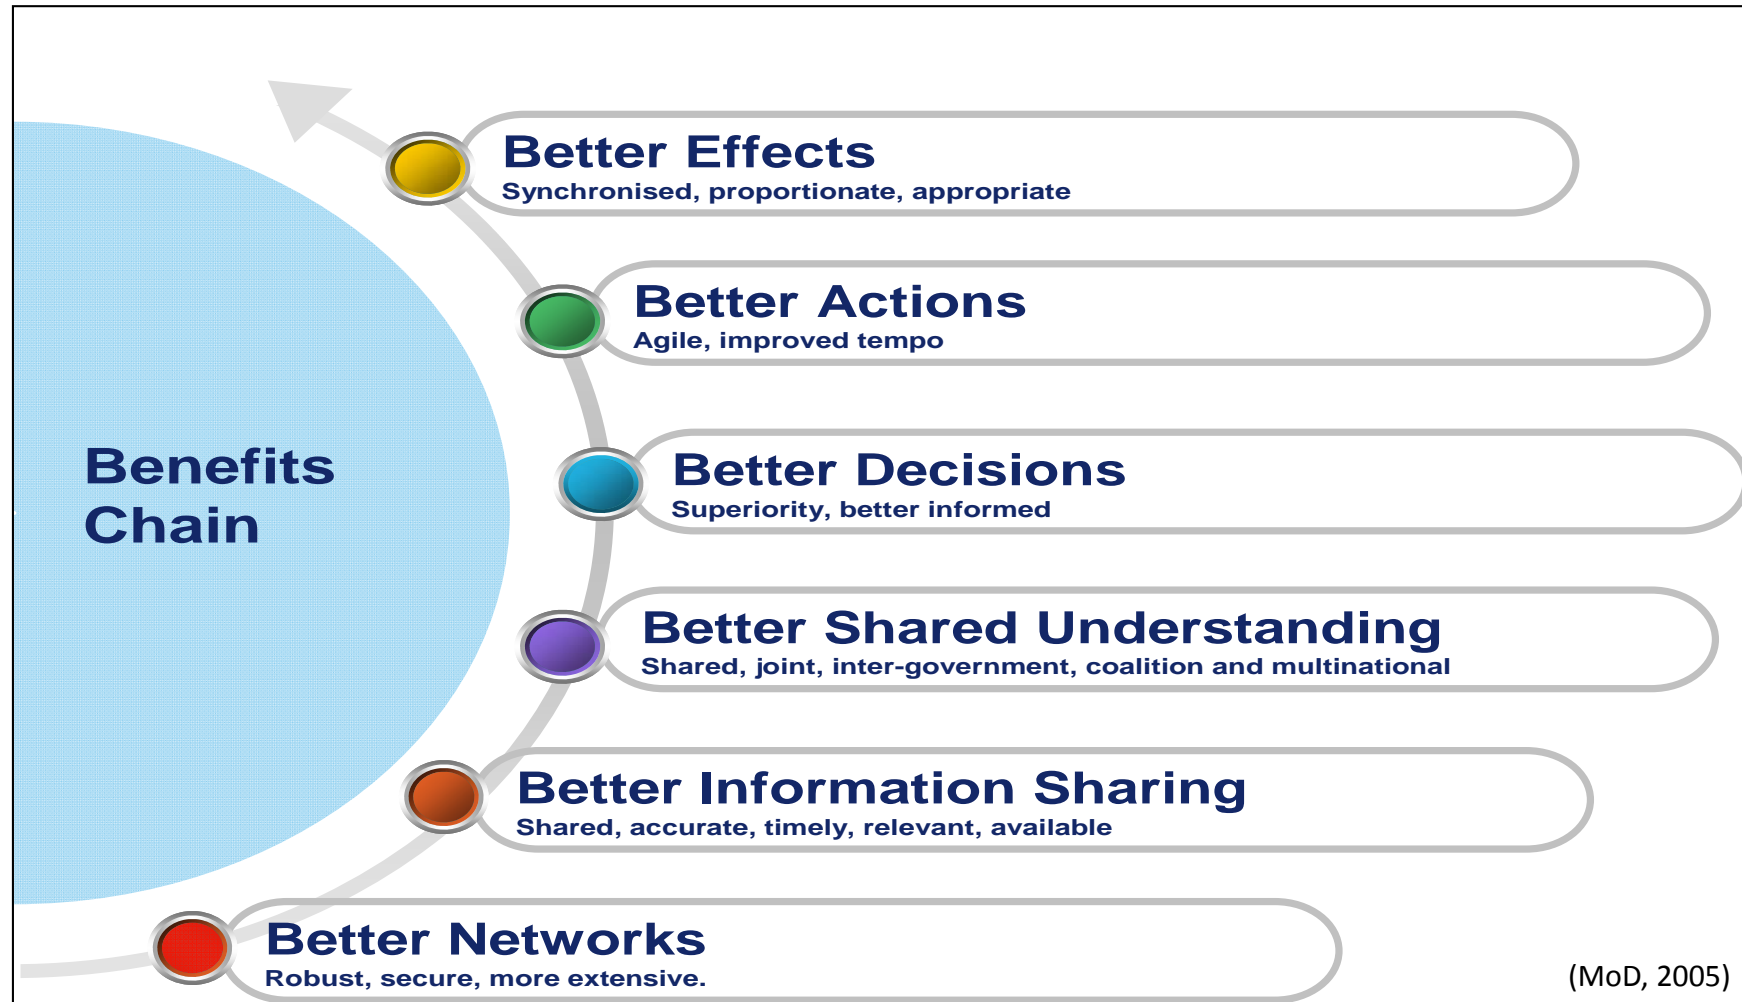 Better Effects
Synchronised, proportionate, appropriate
Better Actions
Agile, improved tempo
Benefits
Chain
Better Decisions
Superiority, better informed
Better Shared Understanding
Shared, joint, inter-government, coalition and multinational
Better Information Sharing
Shared, accurate, timely, relevant, available
Better Networks
Robust, secure, more extensive.
(MoD, 2005)